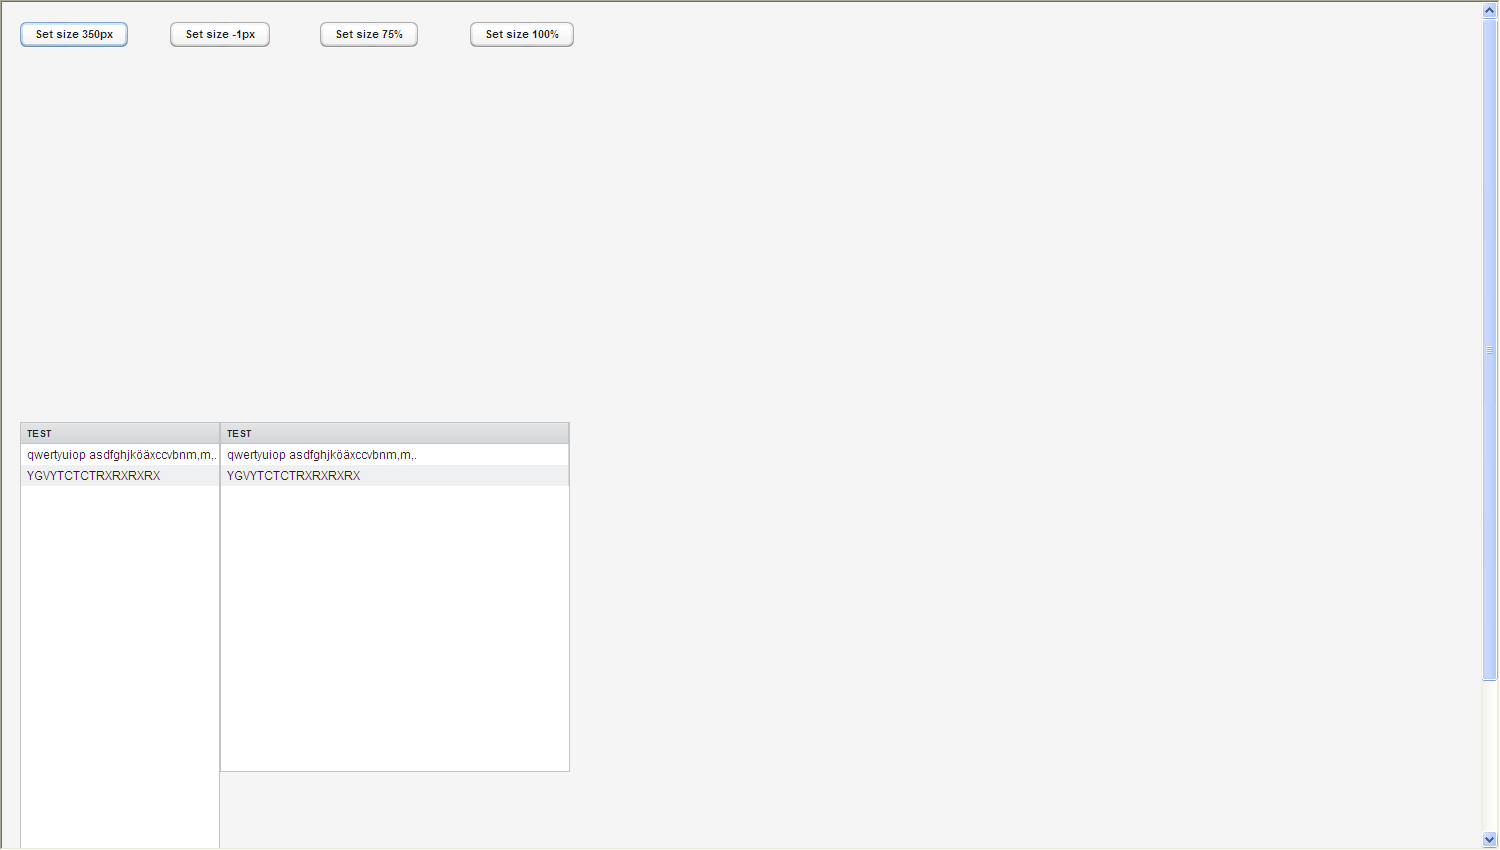 Set size 350px Set size -1px Set size 75% Set size 100%
TEST TEST
qwertyuiop asdfghjköäxccvbnm,m,. qwertyuiop asdfghjköäxccvbnm,m,.
YGVYTCTCTRXRXRXRX YGVYTCTCTRXRXRXRX